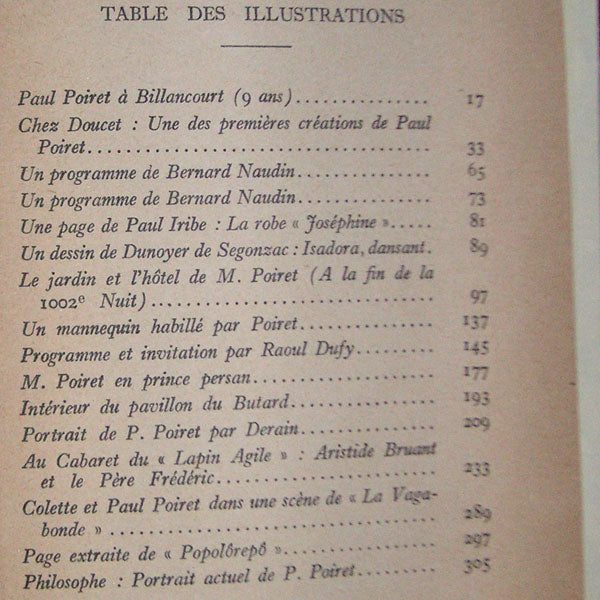 TABLE DES ILLUSTRATIONS
Paul Poiret à Billancourt (9 ans)............... 17
Chez Doucet : Une des premières créations de Paul
Poiret................................... 33
Un programme de Bernard Naudin............... 65
Un programme de Bernard Naudin............... 73
Une page de Paul Iribe : La robe « Joséphine »..... 81
Un dessin de Dunoyer de Segonzac : Isadora, dansant. 89
Le jardin et l'hôtel de M. Poiret (A la fin de la
1002e Nuit)............................... 97
Un mannequin habillé par Poiret............... 137
Programme et invitation par Raoul Dufy......... 145
M. Poiret en prince persan..................... 177
Intérieur du pavillon du Butard................ 193
Portrait de P. Poiret par Derain................ 209
Au Cabaret du « Lapin Agile » : Aristide Bruant
et le Père Frédéric......................... 233
Colette et Paul Poiret dans une scène de « La Vaga-
bonde » .................................. 289
Page extraite de « Popolôrepô »................. 297
Philosophe : Portrait actuel de P. Poiret.......... 305